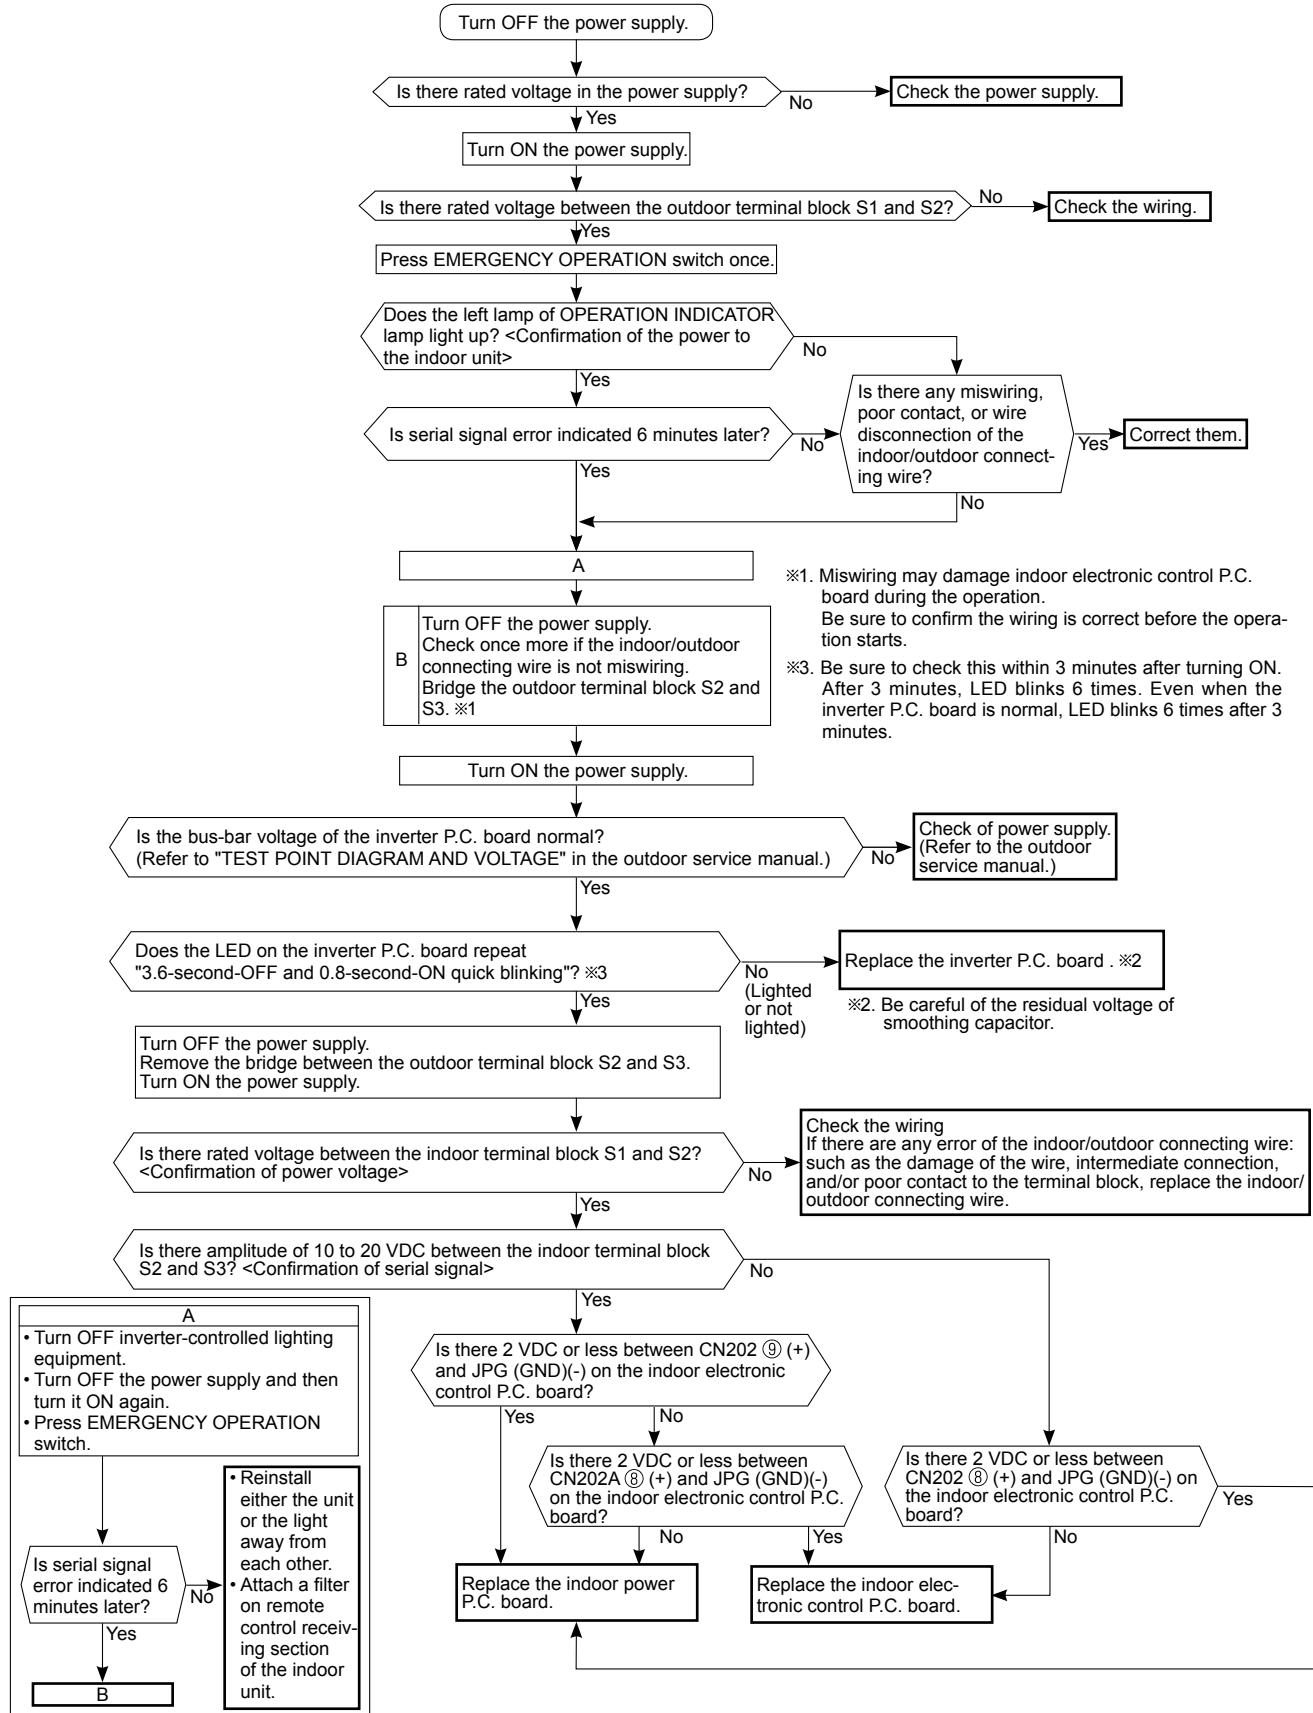 Turn OFF the power supply.
Is there rated voltage in the power supply?
No
Check the power supply.
Yes
Turn ON the power supply.
Is there rated voltage between the outdoor terminal block S1 and S2?
No
Check the wiring.
Yes
Press EMERGENCY OPERATION switch once.
Does the left lamp of OPERATION INDICATOR
lamp light up? <Confirmation of the power to
the indoor unit>
No
Yes
Is there any miswiring,
poor contact, or wire
disconnection of the
indoor/outdoor connect-
ing wire?
Yes
Correct them.
No
Is serial signal error indicated 6 minutes later?
No
Yes
A
B
Turn OFF the power supply.
Check once more if the indoor/outdoor
connecting wire is not miswiring.
Bridge the outdoor terminal block S2 and
S3. ※1
※1. Miswiring may damage indoor electronic control P.C.
board during the operation.
Be sure to confirm the wiring is correct before the opera-
tion starts.
※3. Be sure to check this within 3 minutes after turning ON.
After 3 minutes, LED blinks 6 times. Even when the
inverter P.C. board is normal, LED blinks 6 times after 3
minutes.
Turn ON the power supply.
Is the bus-bar voltage of the inverter P.C. board normal?
(Refer to "TEST POINT DIAGRAM AND VOLTAGE" in the outdoor service manual.)
No
Check of power supply.
(Refer to the outdoor
service manual.)
Yes
Does the LED on the inverter P.C. board repeat
"3.6-second-OFF and 0.8-second-ON quick blinking"? ※3
No
(Lighted
or not
lighted)
Replace the inverter P.C. board . ※2
※2. Be careful of the residual voltage of
smoothing capacitor.
Yes
Turn OFF the power supply.
Remove the bridge between the outdoor terminal block S2 and S3.
Turn ON the power supply.
Is there rated voltage between the indoor terminal block S1 and S2?
<Confirmation of power voltage>
No
Check the wiring
If there are any error of the indoor/outdoor connecting wire:
such as the damage of the wire, intermediate connection,
and/or poor contact to the terminal block, replace the indoor/
outdoor connecting wire.
Yes
Is there amplitude of 10 to 20 VDC between the indoor terminal block
S2 and S3? <Confirmation of serial signal>
No
Yes
Is there 2 VDC or less between CN202 ⑨ (+)
and JPG (GND)(-) on the indoor electronic
control P.C. board?
Yes
No
Is there 2 VDC or less between
CN202A ⑧ (+) and JPG (GND)(-)
on the indoor electronic control P.C.
board?
No
Yes
Is there 2 VDC or less between
CN202 ⑧ (+) and JPG (GND)(-) on
the indoor electronic control P.C.
board?
Yes
No
Replace the indoor power
P.C. board.
Replace the indoor elec-
tronic control P.C. board.
A
• Turn OFF inverter-controlled lighting
equipment.
• Turn OFF the power supply and then
turn it ON again.
• Press EMERGENCY OPERATION
switch.
Is serial signal
error indicated 6
minutes later?
No
• Reinstall
either the unit
or the light
away from
each other.
• Attach a filter
on remote
control receiv-
ing section
of the indoor
unit.
Yes
B